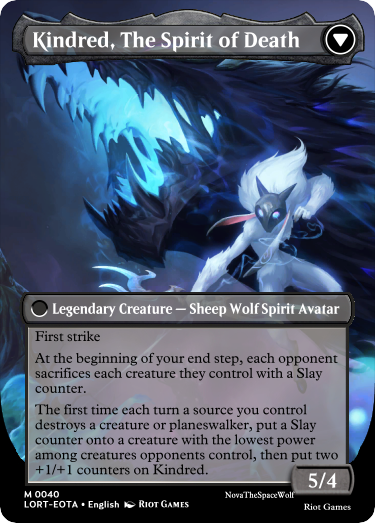 Kindred, The Spirit of Death
Legendary Creature — Sheep Wolf Spirit Avatar
First strike
At the beginning of your end step, each opponent
sacrifices each creature they control with a Slay
counter.
The first time each turn a source you control
destroys a creature or planeswalker, put a Slay
counter onto a creature with the lowest power
among creatures opponents control, then put two
+1/+1 counters on Kindred.
5/4
M 0040
LORT-EOTA • English Riot Games
NovaTheSpaceWolf
Riot Games